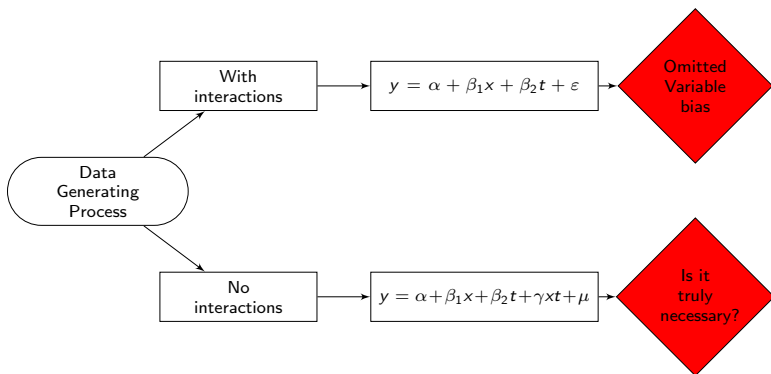 With
interactions
y = α + β₁x + β₂t + ε
Omitted
Variable
bias
Data
Generating
Process
No
interactions
y = α+β₁x+β₂t+γxt+μ
Is it
truly
necessary?